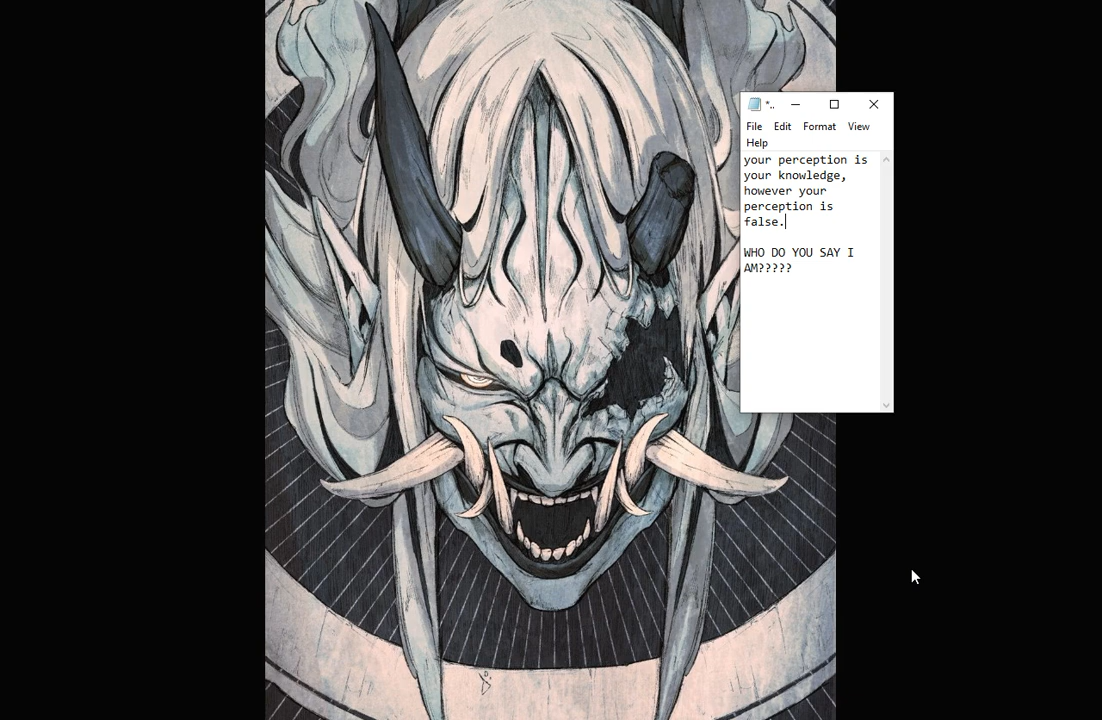 *..
File Edit Format View
Help
your perception is
your knowledge,
however your
perception is
false.
WHO DO YOU SAY I
AM?????